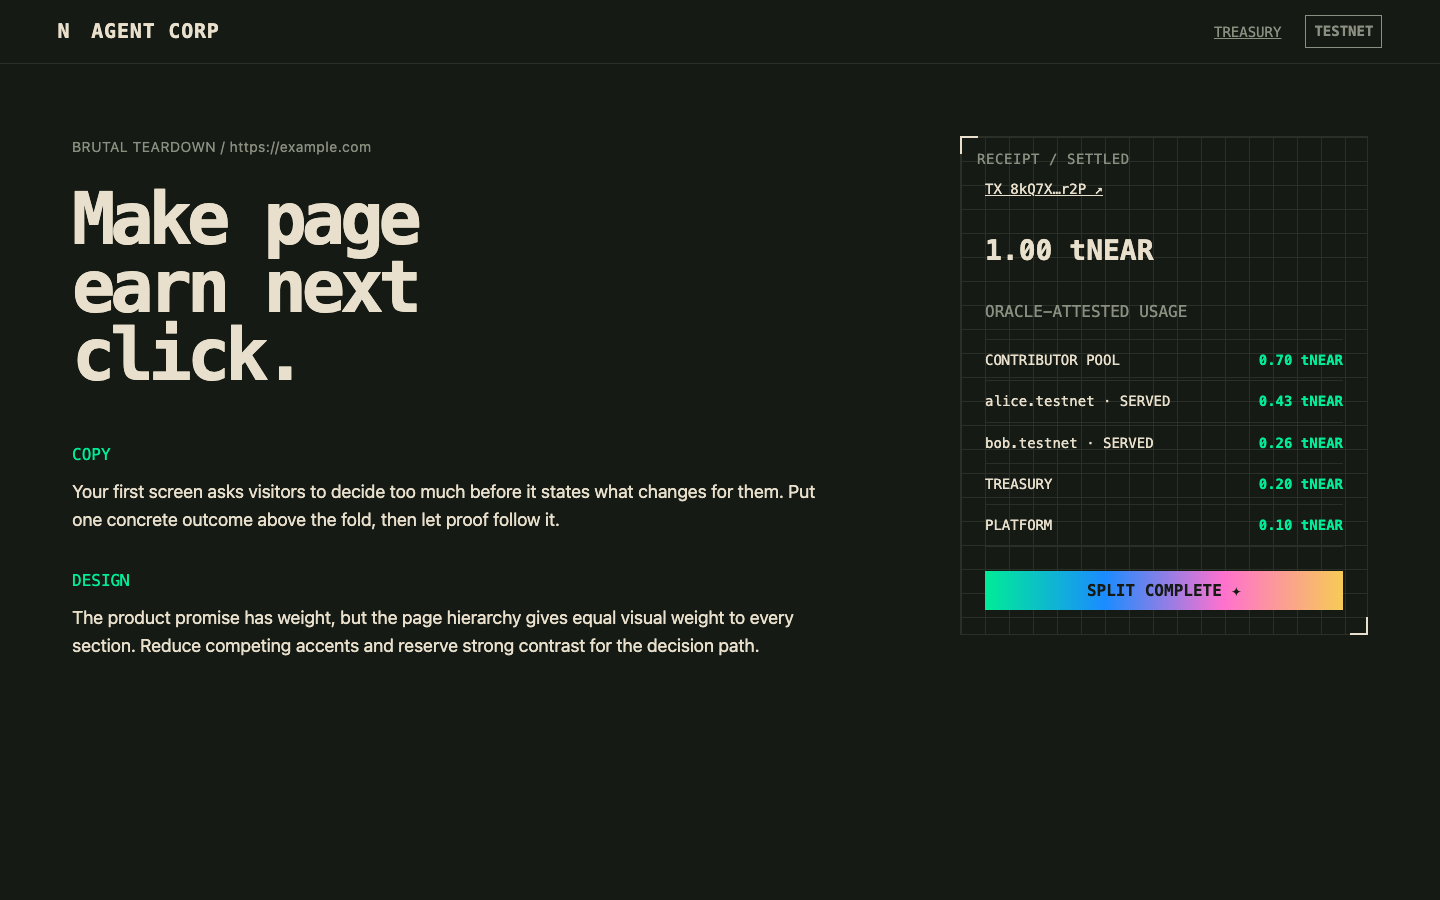 N AGENT CORP
TREASURY
TESTNET
BRUTAL TEARDOWN / https://example.com
Make page
earn next
click.
COPY
Your first screen asks visitors to decide too much before it states what changes for them. Put
one concrete outcome above the fold, then let proof follow it.
DESIGN
The product promise has weight, but the page hierarchy gives equal visual weight to every
section. Reduce competing accents and reserve strong contrast for the decision path.
RECEIPT / SETTLED
TX 8kQ7X…r2P ↗
1.00 tNEAR
ORACLE-ATTESTED USAGE
CONTRIBUTOR POOL 0.70 tNEAR
alice.testnet · SERVED 0.43 tNEAR
bob.testnet · SERVED 0.26 tNEAR
TREASURY 0.20 tNEAR
PLATFORM 0.10 tNEAR
SPLIT COMPLETE ✦